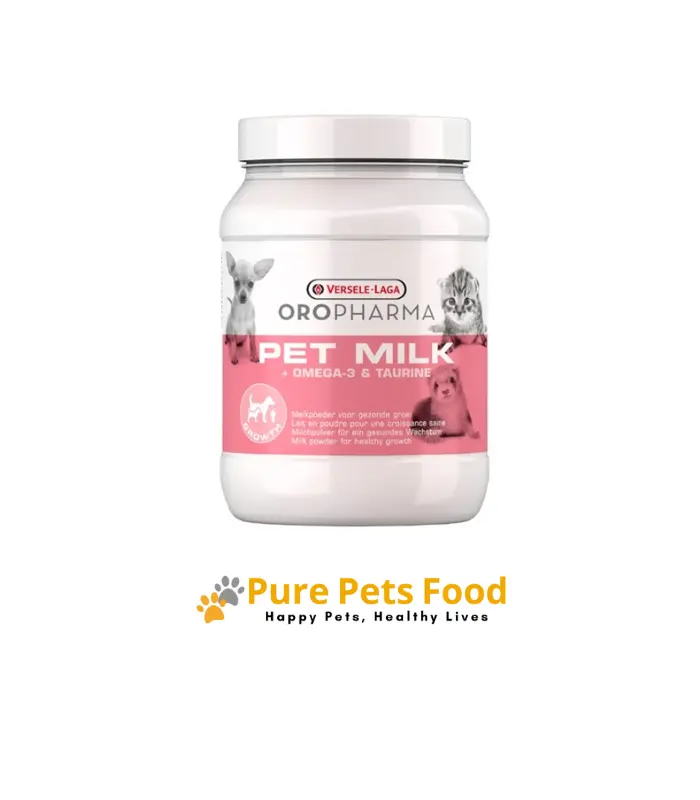 VERSELE-LAGA
OROPHARMA
PET MILK
+ OMEGA-3 & TAURINE
Melkpoeder voor gezonde groei
Lait en poudre pour une croissance saine
Milchpulver für ein gesundes Wachstum
Milk powder for healthy growth
GROWTH
Pure Pets Food
Happy Pets, Healthy Lives